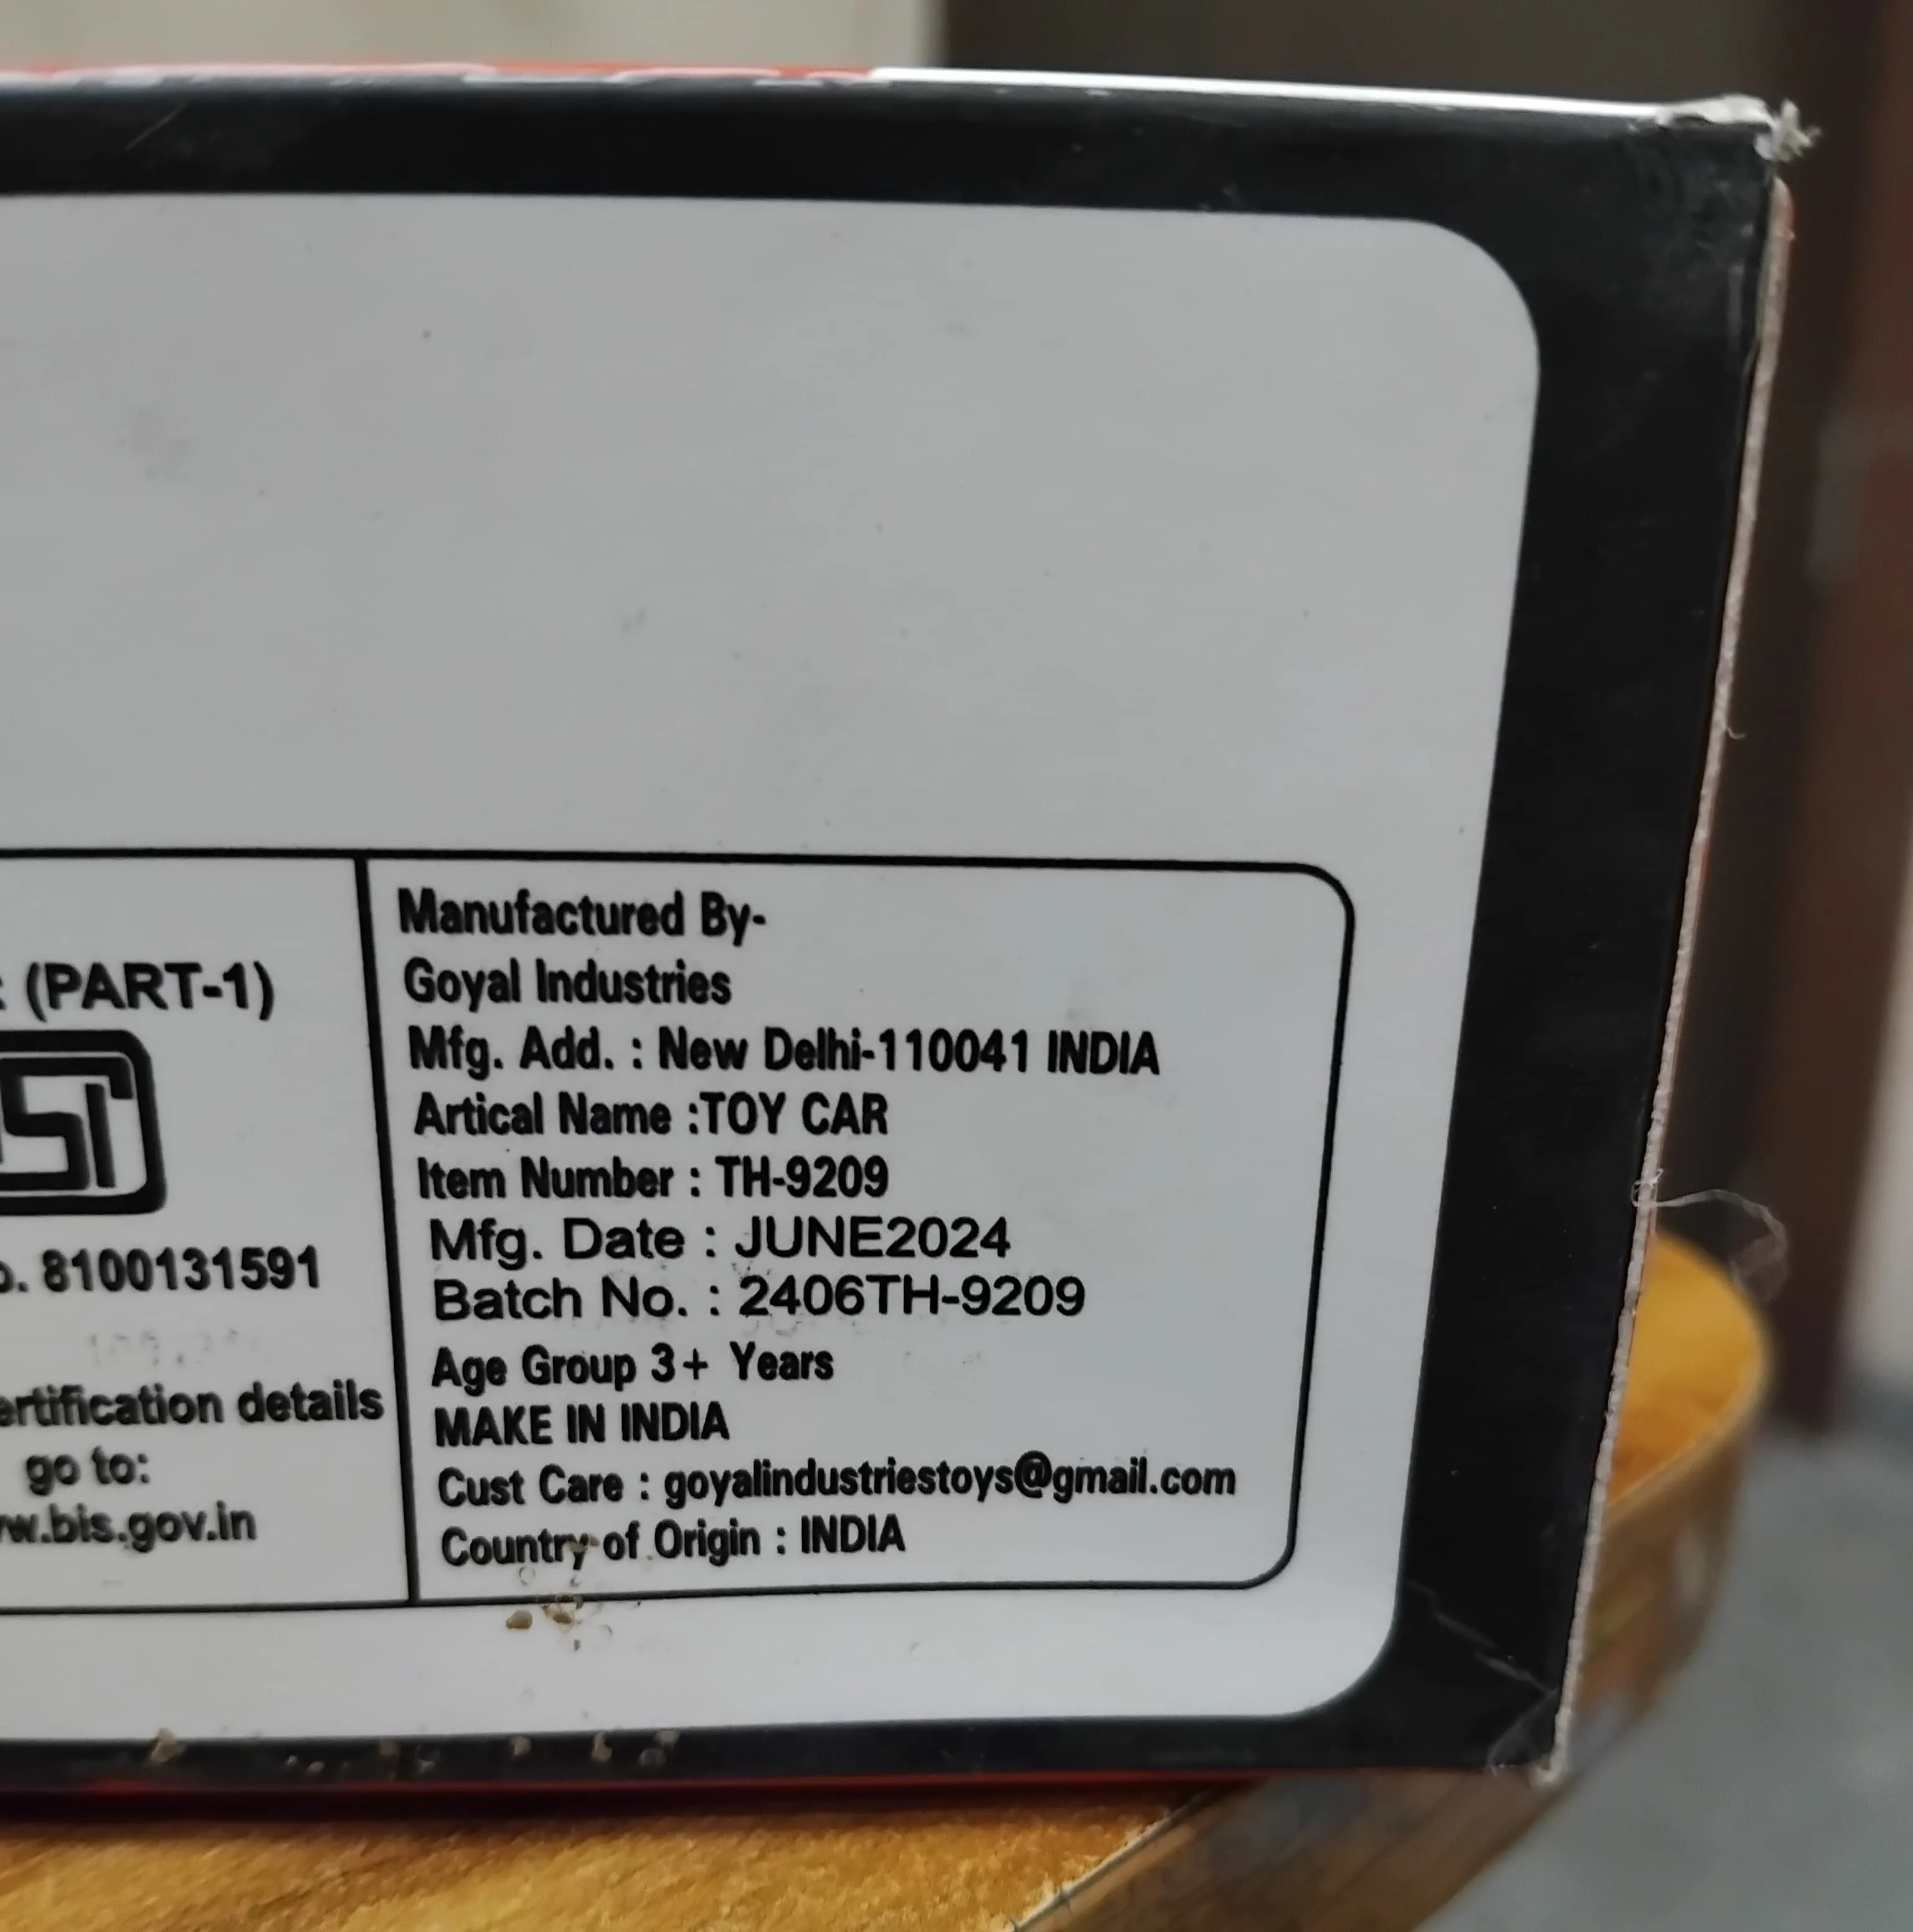 (PART-1)
8100131591
certification details
go to:
www.bis.gov.in
Manufactured By-
Goyal Industries
Mfg. Add. : New Delhi-110041 INDIA
Artical Name :TOY CAR
Item Number : TH-9209
Mfg. Date : JUNE2024
Batch No. : 2406TH-9209
Age Group 3+ Years
MAKE IN INDIA
Cust Care : goyalindustriestoys@gmail.com
Country of Origin : INDIA